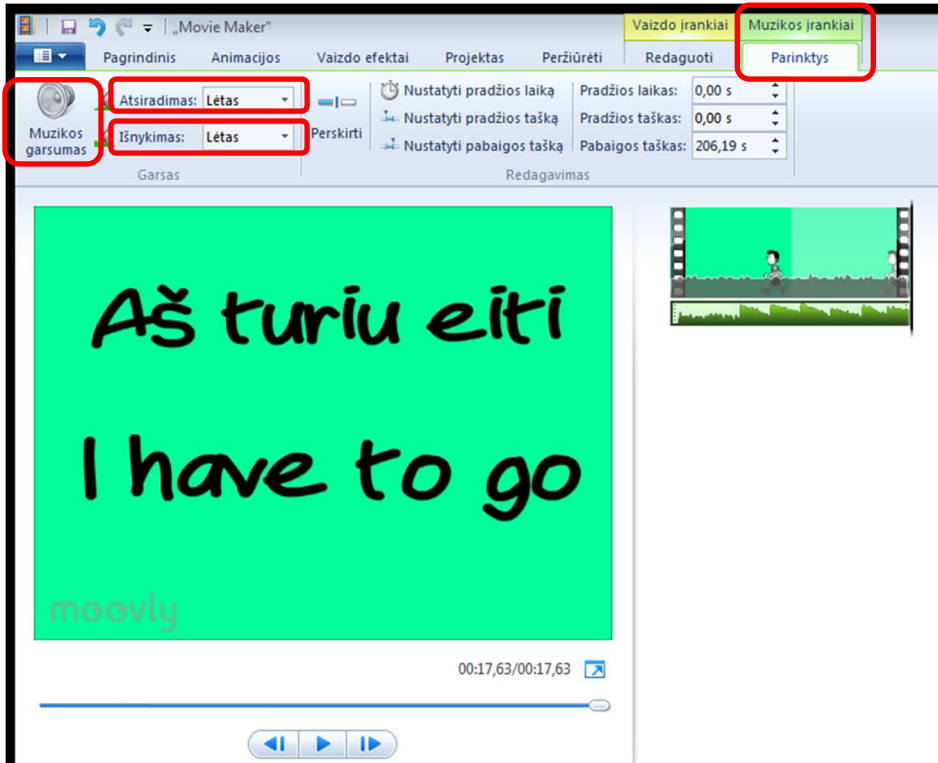 „Movie Maker“
Vaizdo įrankiai
Muzikos įrankiai
Pagrindinis
Animacijos
Vaizdo efektai
Projektas
Peržiūrėti
Redaguoti
Parinktys
Muzikos garsumas
Atsiradimas: Lėtas
Išnykimas: Lėtas
Garsas
Perskirti
Nustatyti pradžios laiką
Nustatyti pradžios tašką
Nustatyti pabaigos tašką
Pradžios laikas: 0,00 s
Pradžios taškas: 0,00 s
Pabaigos taškas: 206,19 s
Redagavimas
Aš turiu eiti
I have to go
moovly
00:17,63/00:17,63